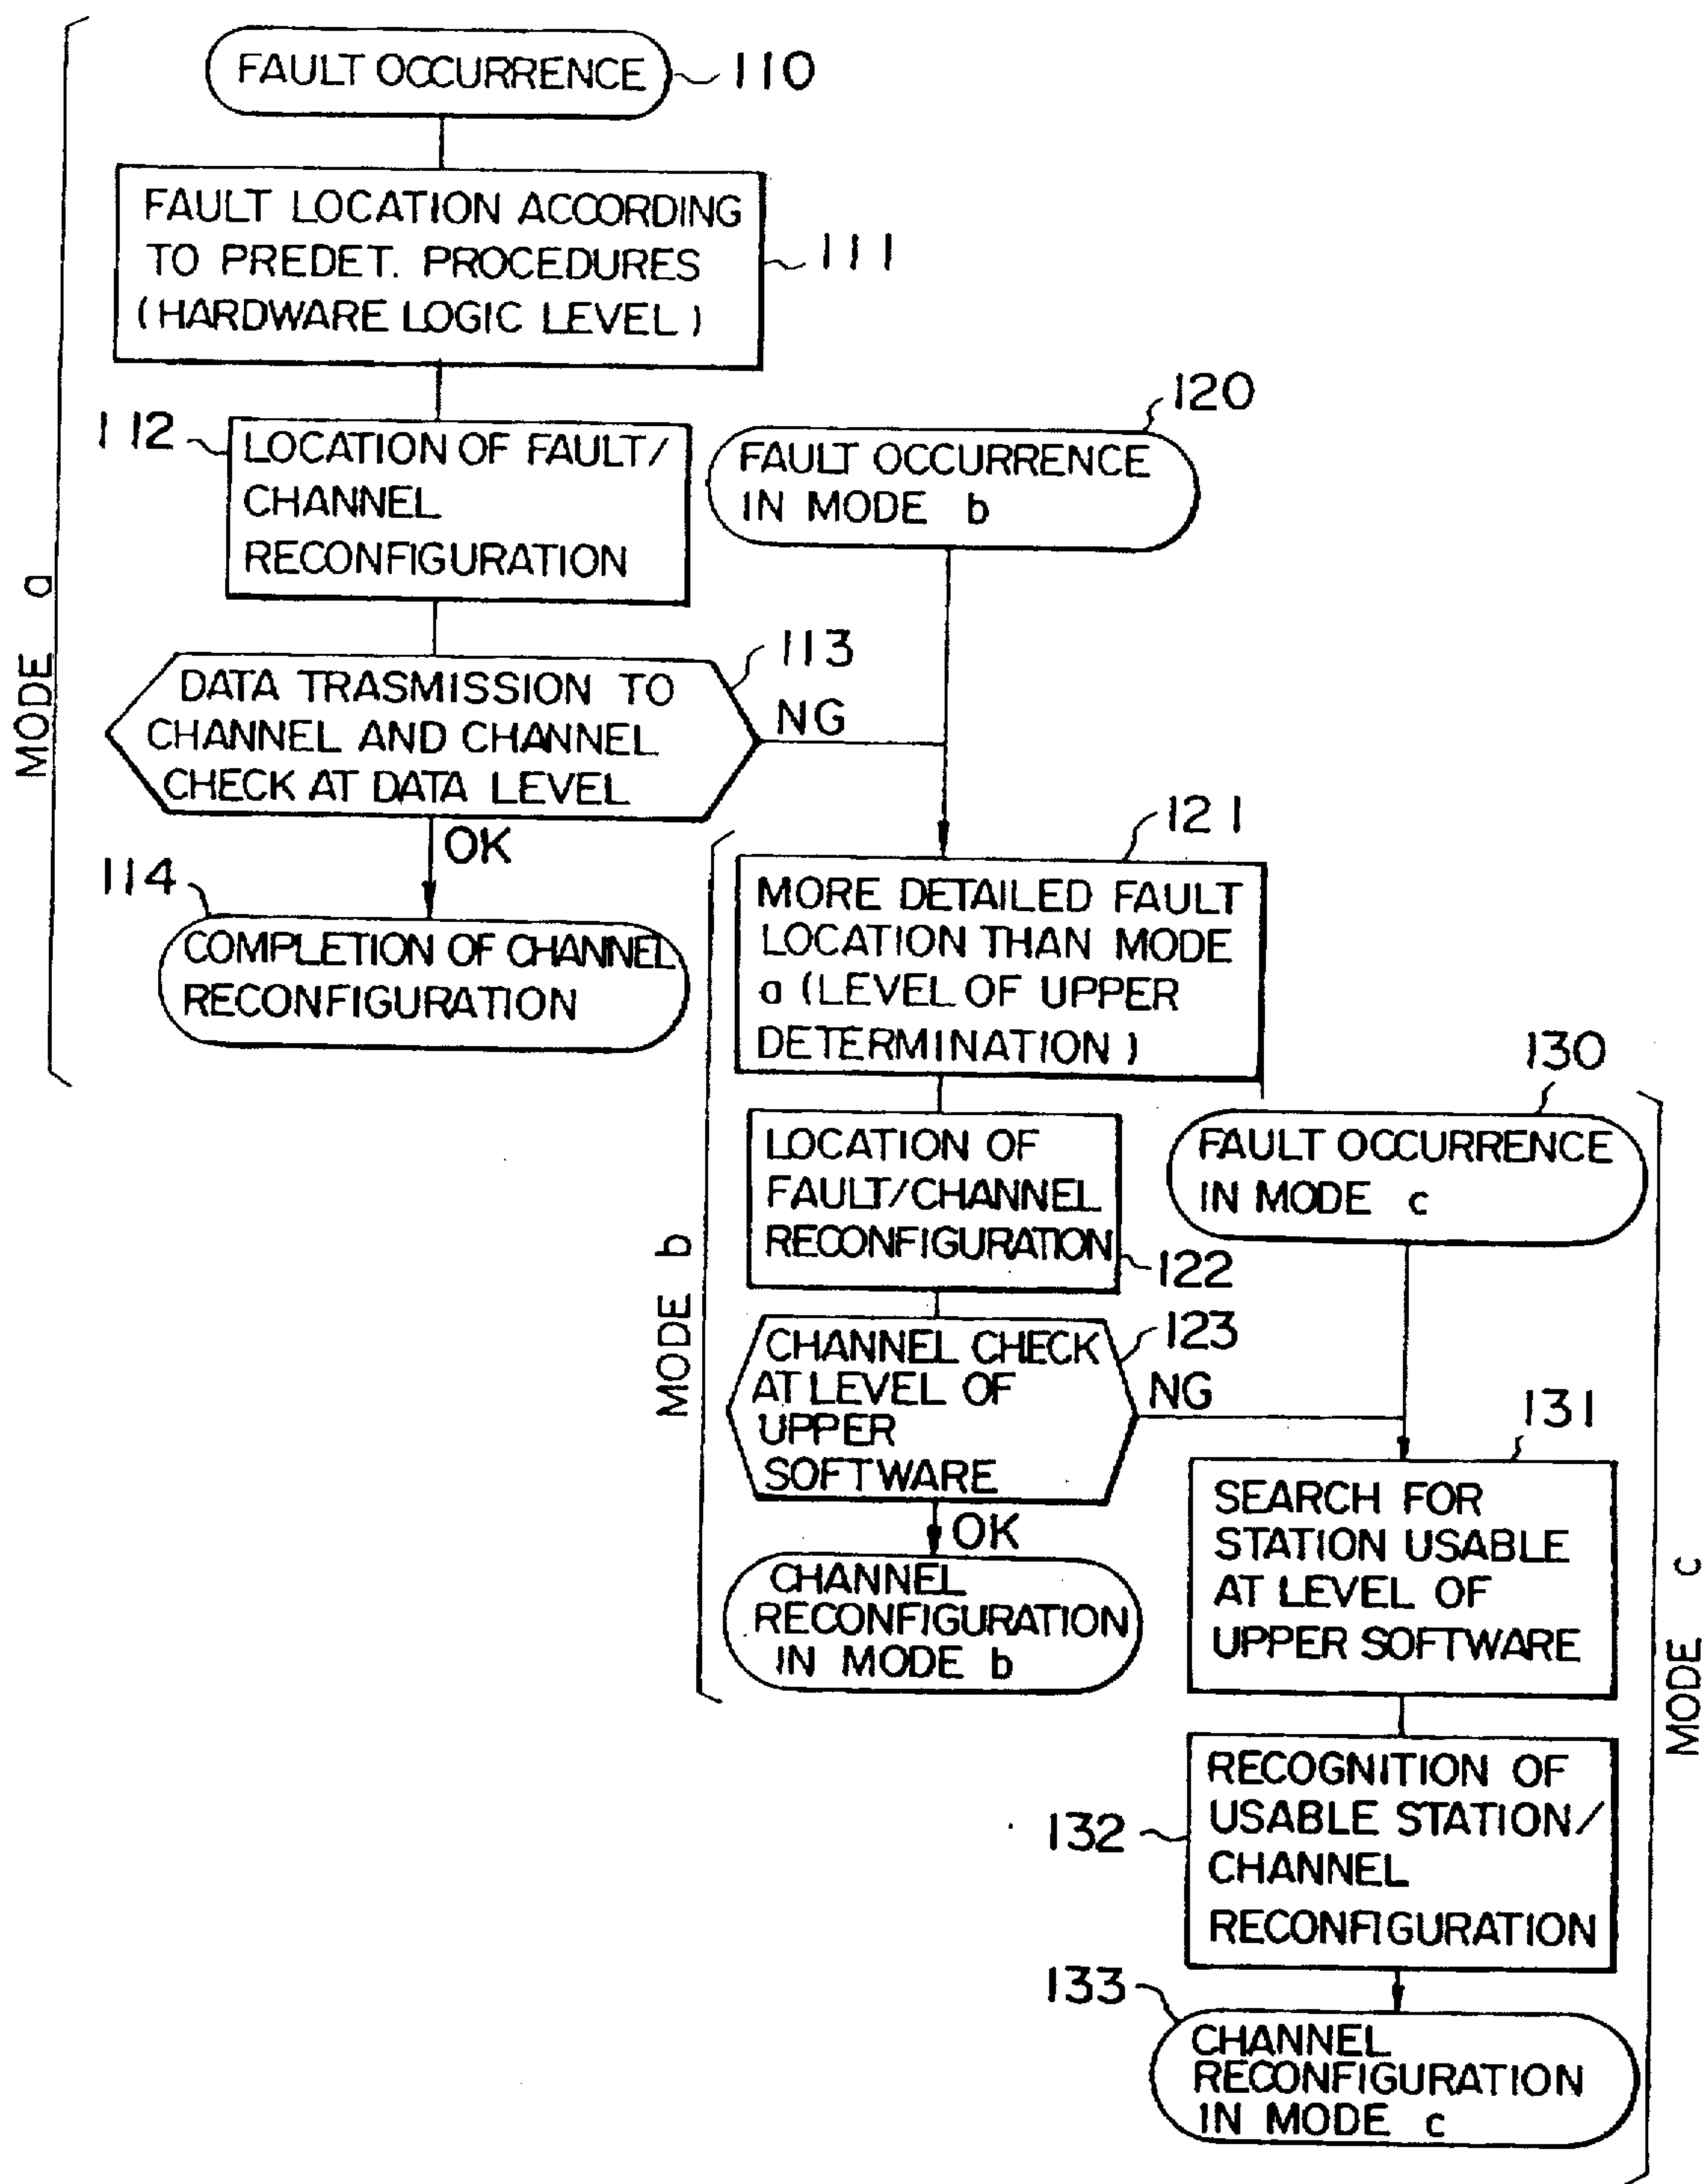 FAULT OCCURRENCE
110
FAULT LOCATION ACCORDING
TO PREDET. PROCEDURES
(HARDWARE LOGIC LEVEL)
111
112
LOCATION OF FAULT/
CHANNEL
RECONFIGURATION
120
FAULT OCCURRENCE
IN MODE b
MODE a
113
DATA TRASMISSION TO
CHANNEL AND CHANNEL
CHECK AT DATA LEVEL
NG
OK
114
COMPLETION OF CHANNEL
RECONFIGURATION
121
MORE DETAILED FAULT
LOCATION THAN MODE
a (LEVEL OF UPPER
DETERMINATION)
130
FAULT OCCURRENCE
IN MODE c
LOCATION OF
FAULT/CHANNEL
RECONFIGURATION
122
MODE b
123
CHANNEL CHECK
AT LEVEL OF
UPPER
SOFTWARE
NG
OK
CHANNEL
RECONFIGURATION
IN MODE b
131
SEARCH FOR
STATION USABLE
AT LEVEL OF
UPPER SOFTWARE
MODE c
132
RECOGNITION OF
USABLE STATION/
CHANNEL
RECONFIGURATION
133
CHANNEL
RECONFIGURATION
IN MODE c